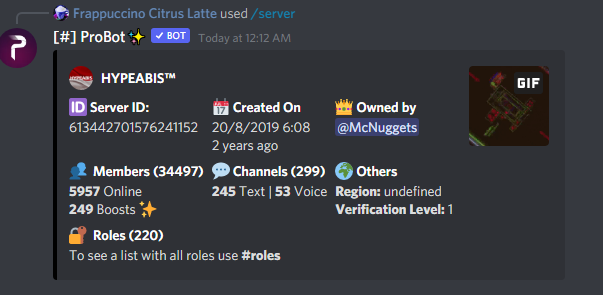 Frappuccino Citrus Latte used /server
[#] ProBot✨ ✓ BOT Today at 12:12 AM
HYPEABIS™
GIF
🆔 Server ID:
613442701576241152
📅 Created On
20/8/2019 6:08
2 years ago
👑 Owned by
@McNuggets
👥 Members (34497)
5957 Online
249 Boosts ✨
💬 Channels (299)
245 Text | 53 Voice
🌍 Others
Region: undefined
Verification Level: 1
🔐 Roles (220)
To see a list with all roles use #roles